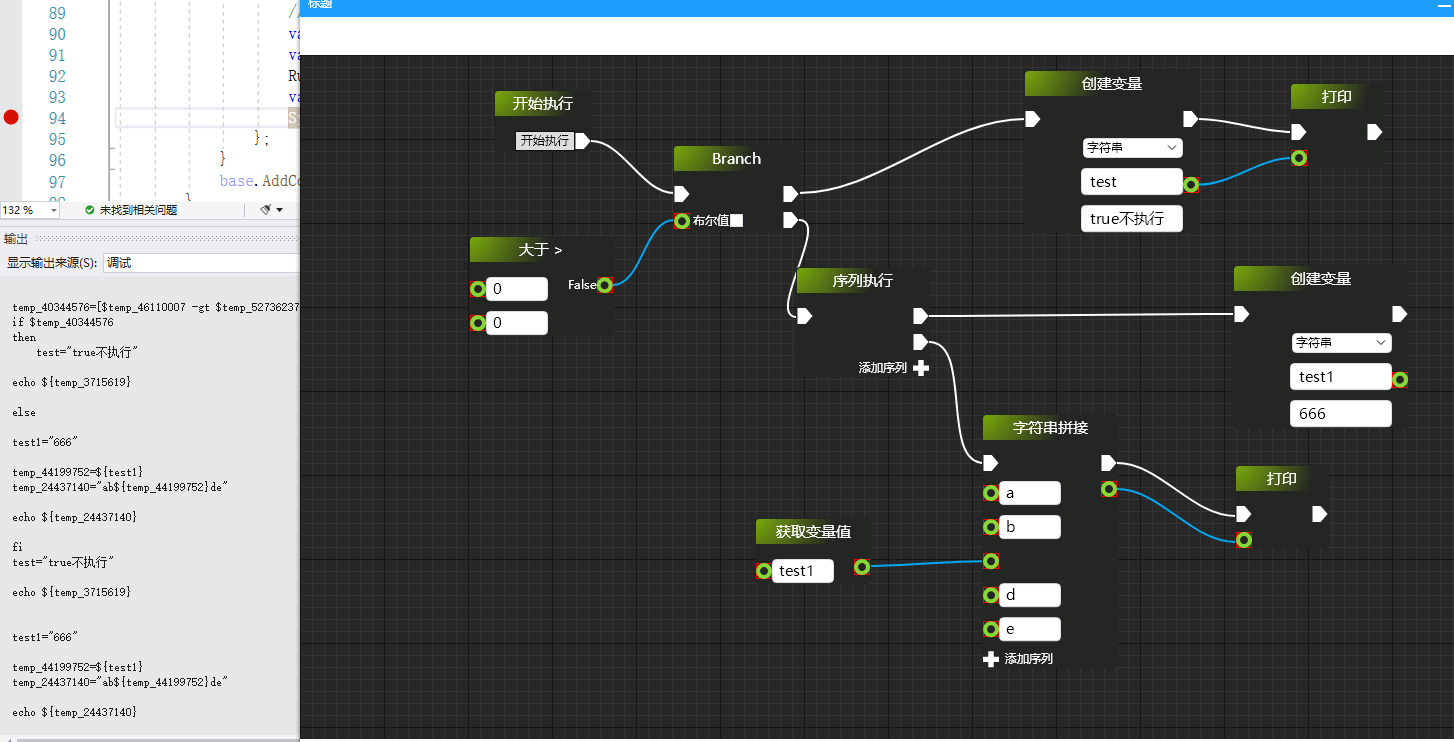 标题
89
//
90
va
91
va
92
Ru
93
va
94
S
95
};
96
}
97
base.AddCo
98
{
132 %
未找到相关问题
输出
显示输出来源(S):
调试
temp_40344576=[$temp_46110007 -gt $temp_52736237
if $temp_40344576
then
test="true不执行"
echo ${temp_3715619}
else
test1="666"
temp_44199752=${test1}
temp_24437140="ab${temp_44199752}de"
echo ${temp_24437140}
fi
test="true不执行"
echo ${temp_3715619}
test1="666"
temp_44199752=${test1}
temp_24437140="ab${temp_44199752}de"
echo ${temp_24437140}
开始执行
开始执行
Branch
布尔值
大于 >
0
False
0
创建变量
字符串
test
true不执行
打印
序列执行
添加序列
创建变量
字符串
test1
666
字符串拼接
a
b
d
e
添加序列
获取变量值
test1
打印